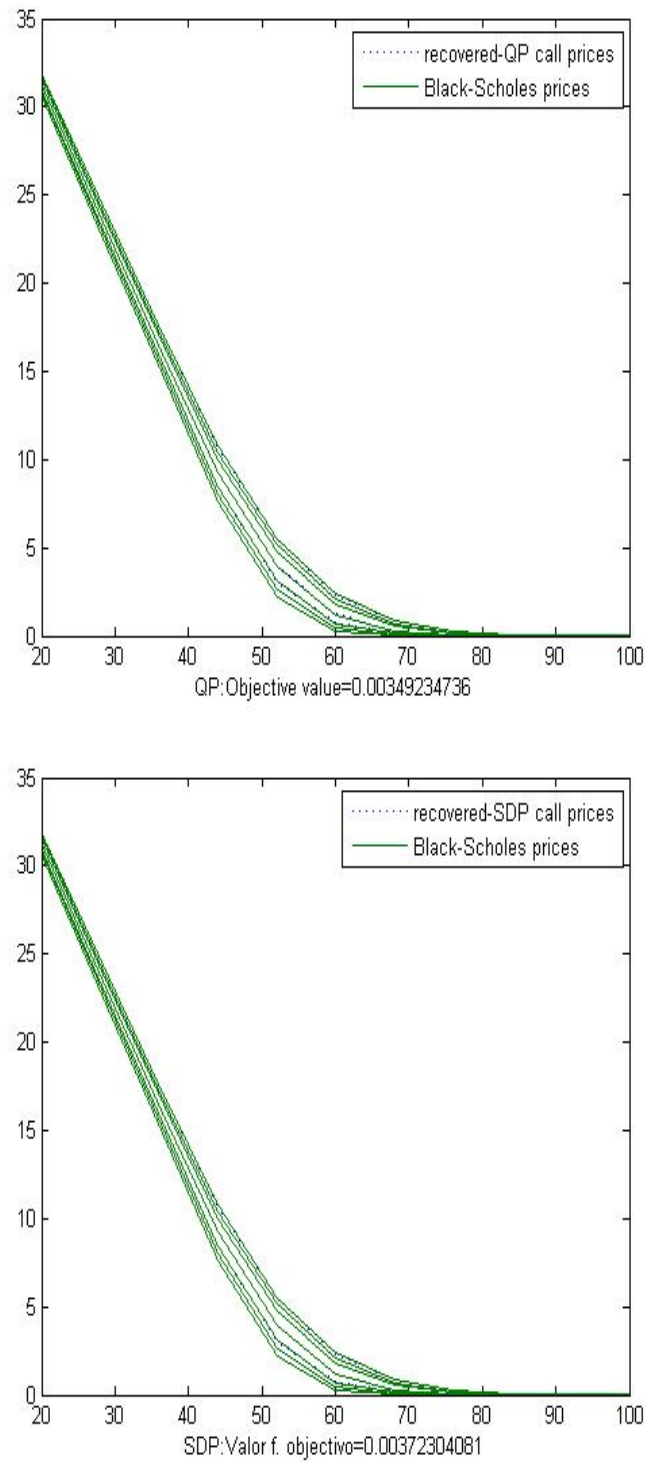 35
30
25
20
15
10
5
0
recovered-QP call prices
Black-Scholes prices
20 30 40 50 60 70 80 90 100
QP:Objective value=0.00349234736
35
30
25
20
15
10
5
0
recovered-SDP call prices
Black-Scholes prices
20 30 40 50 60 70 80 90 100
SDP:Valor f. objectivo=0.00372304081